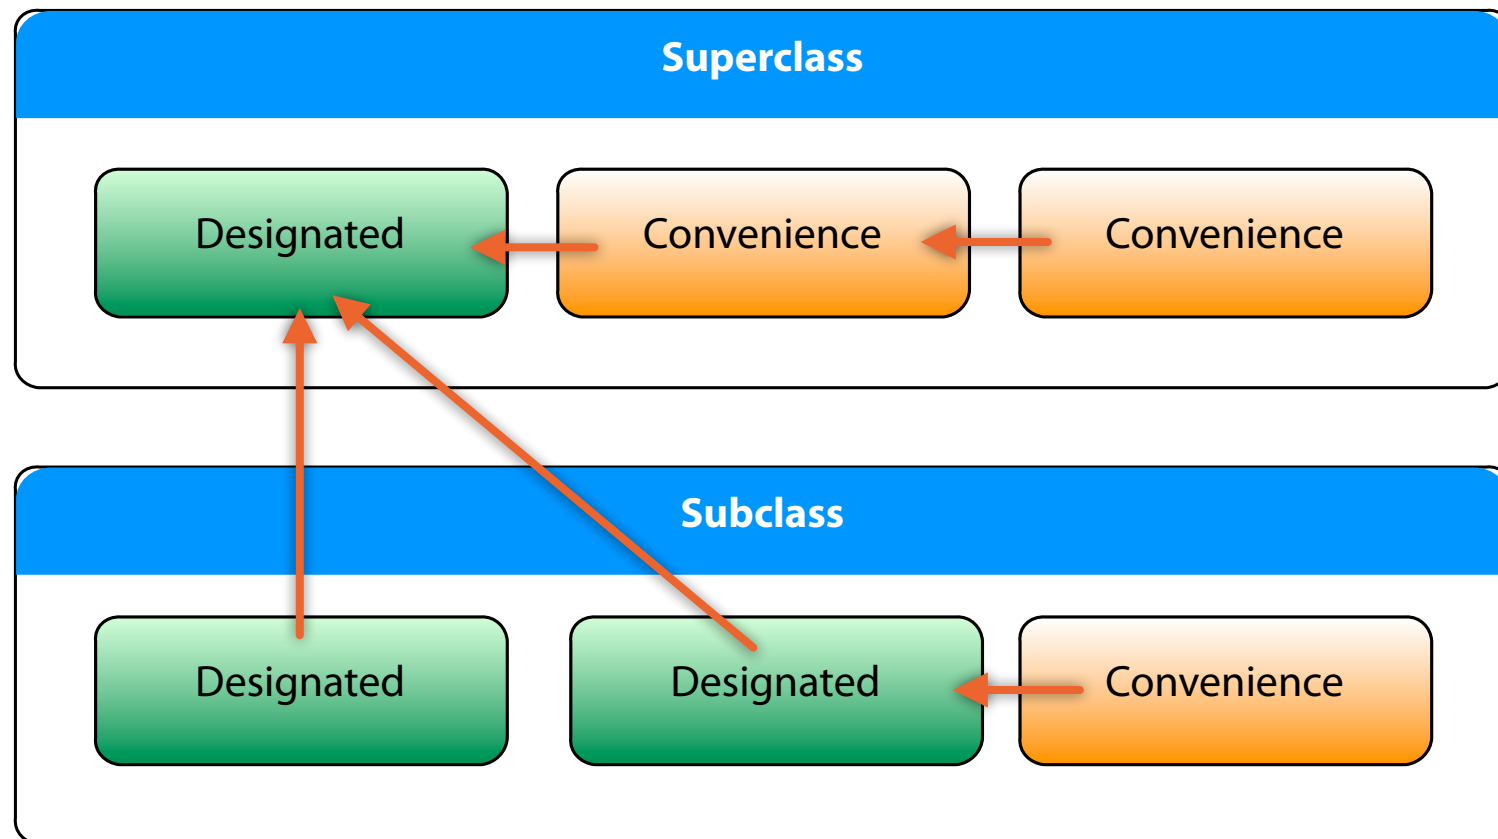 Superclass
Designated
Convenience
Convenience
Subclass
Designated
Designated
Convenience